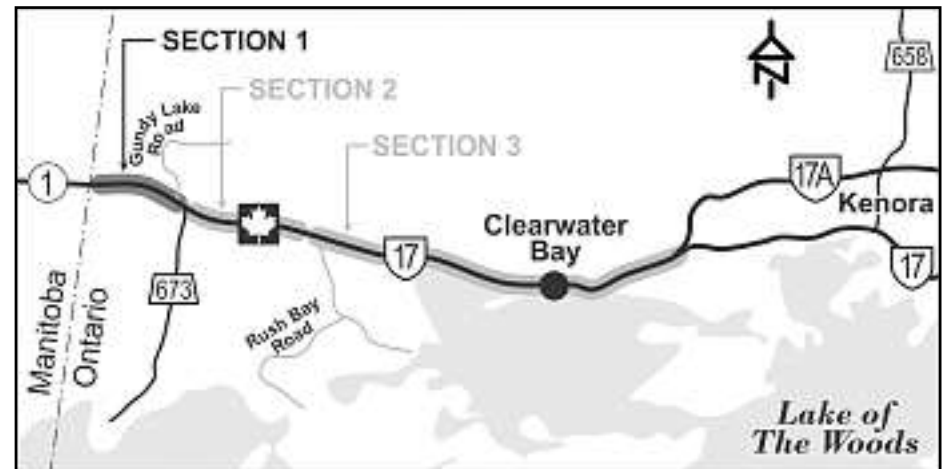 SECTION 1
SECTION 2
SECTION 3
Gundy Lake
Road
658
1
17A
Kenora
Clearwater
Bay
17
17
673
Rush Bay
Road
Manitoba
Ontario
N
Lake of
The Woods